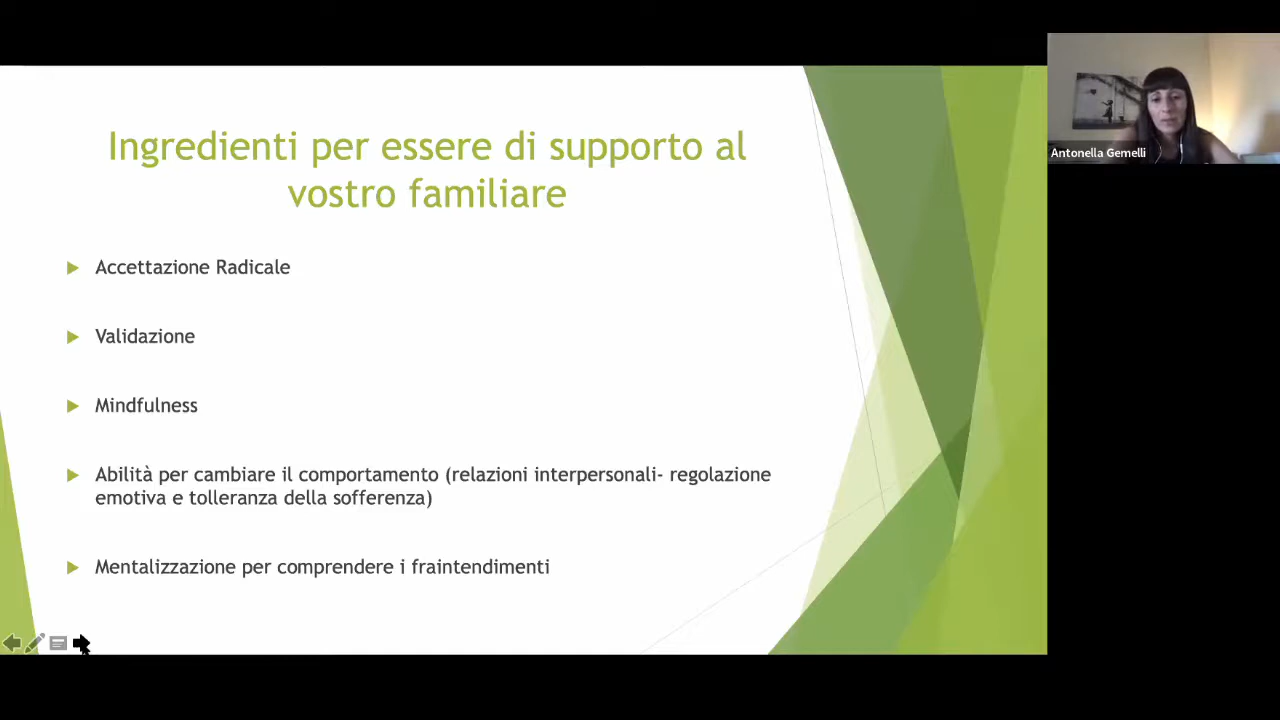 Ingredienti per essere di supporto al
vostro familiare
Accettazione Radicale
Validazione
Mindfulness
Abilità per cambiare il comportamento (relazioni interpersonali- regolazione
emotiva e tolleranza della sofferenza)
Mentalizzazione per comprendere i fraintendimenti
Antonella Gemelli